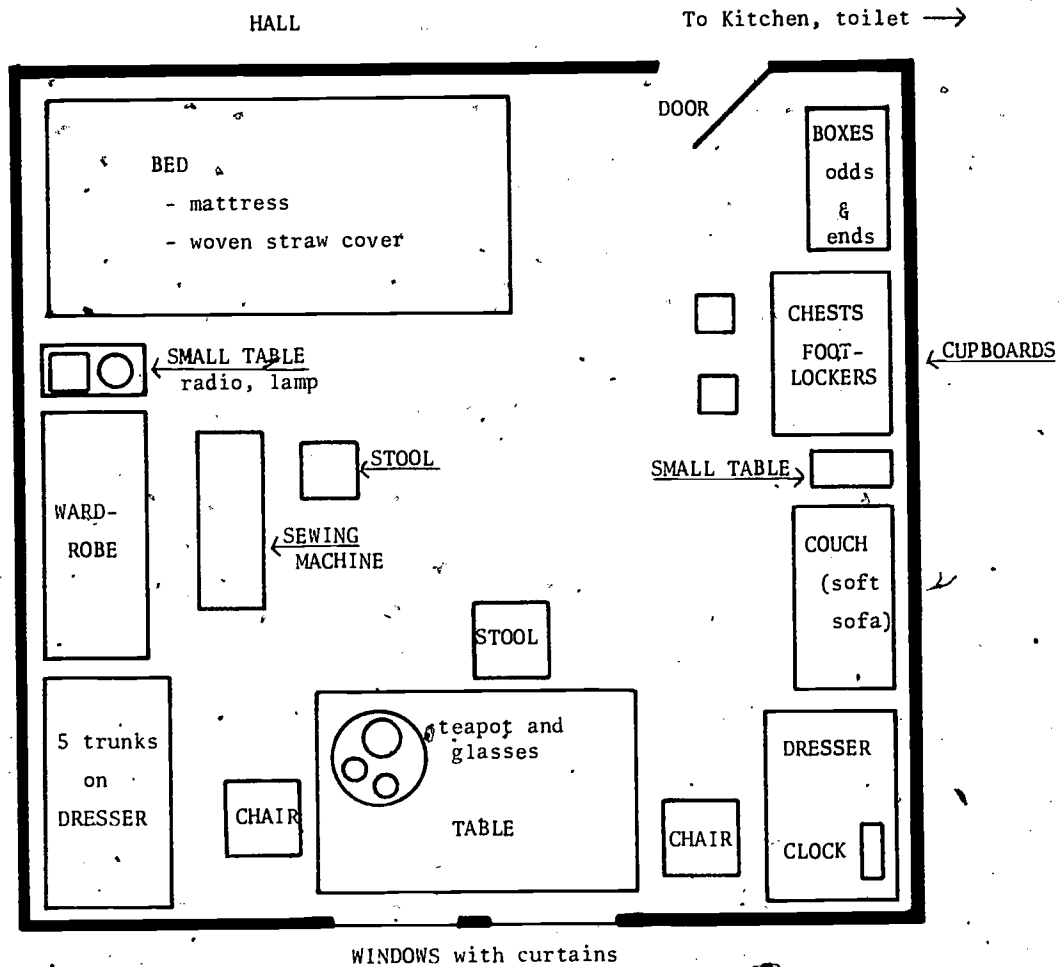 HALL
To Kitchen, toilet →
DOOR
BED
- mattress
- woven straw cover
BOXES
odds
&
ends
CHESTS
FOOT-
LOCKERS
CUPBOARDS
SMALL TABLE
radio, lamp
STOOL
SMALL TABLE
WARD-
ROBE
SEWING
MACHINE
COUCH
(soft
sofa)
STOOL
5 trunks
on
DRESSER
CHAIR
teapot and
glasses
TABLE
CHAIR
DRESSER
CLOCK
WINDOWS with curtains